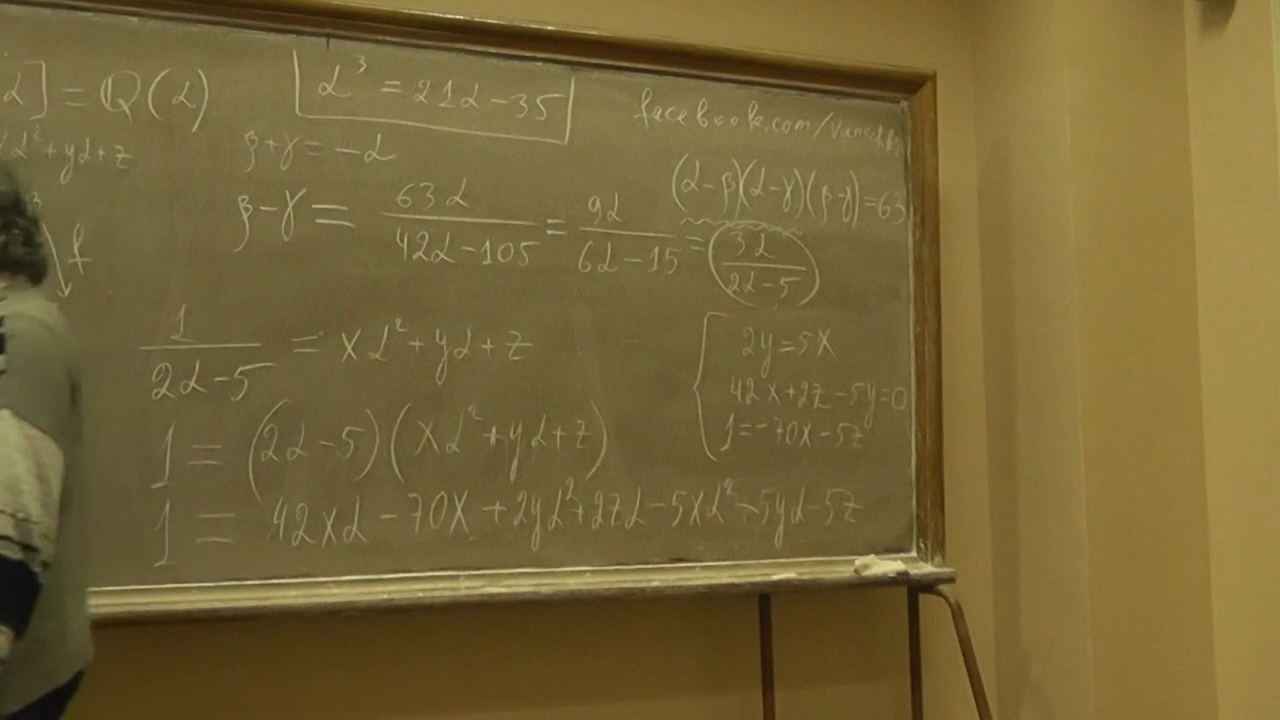 α] = Q(α)
α³ = 21α - 35
facebook.com/
α² + yα + z
β + γ = -α
(α-β)(α-γ)(β-γ) = 63
β - γ = 63α / 42α - 105 = 9α / 6α - 15 = 3α / 2α - 5
f
1 / 2α - 5 = xα² + yα + z
2y = 5x
42x + 2z - 5y = 0
1 = -70x - 5z
1 = (2α - 5)(xα² + yα + z)
1 = 42xα - 70x + 2yα² + 2zα - 5xα² - 5yα - 5z